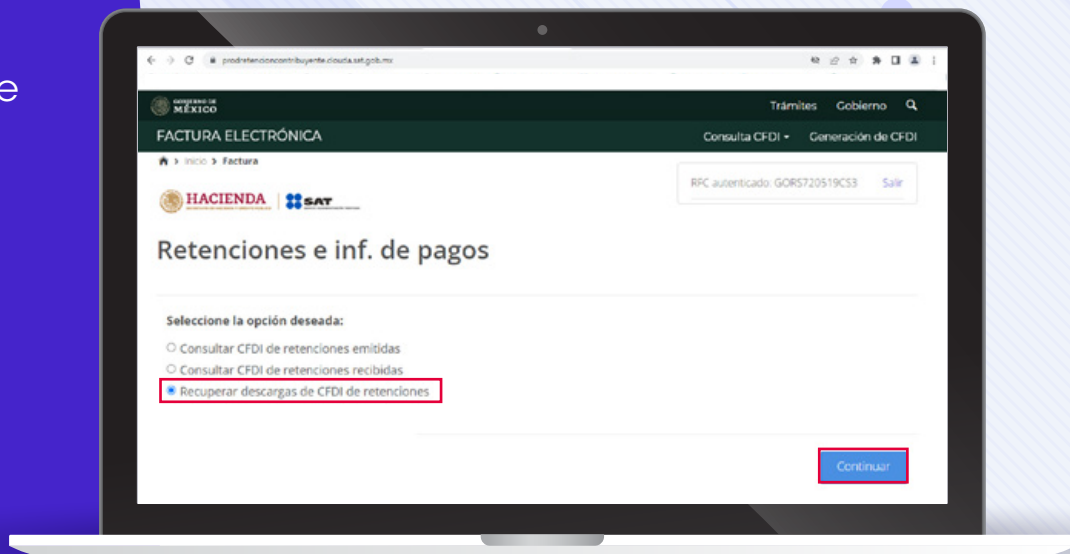 e
prodretencioncontribuyente.clouda.sat.gob.mx
GOBIERNO DE
MÉXICO
Trámites Gobierno
FACTURA ELECTRÓNICA
Consulta CFDI Generación de CFDI
Inicio > Factura
RFC autenticado: GORS720519CS3 Salir
HACIENDA
SAT
Retenciones e inf. de pagos
Seleccione la opción deseada:
Consultar CFDI de retenciones emitidas
Consultar CFDI de retenciones recibidas
Recuperar descargas de CFDI de retenciones
Continuar